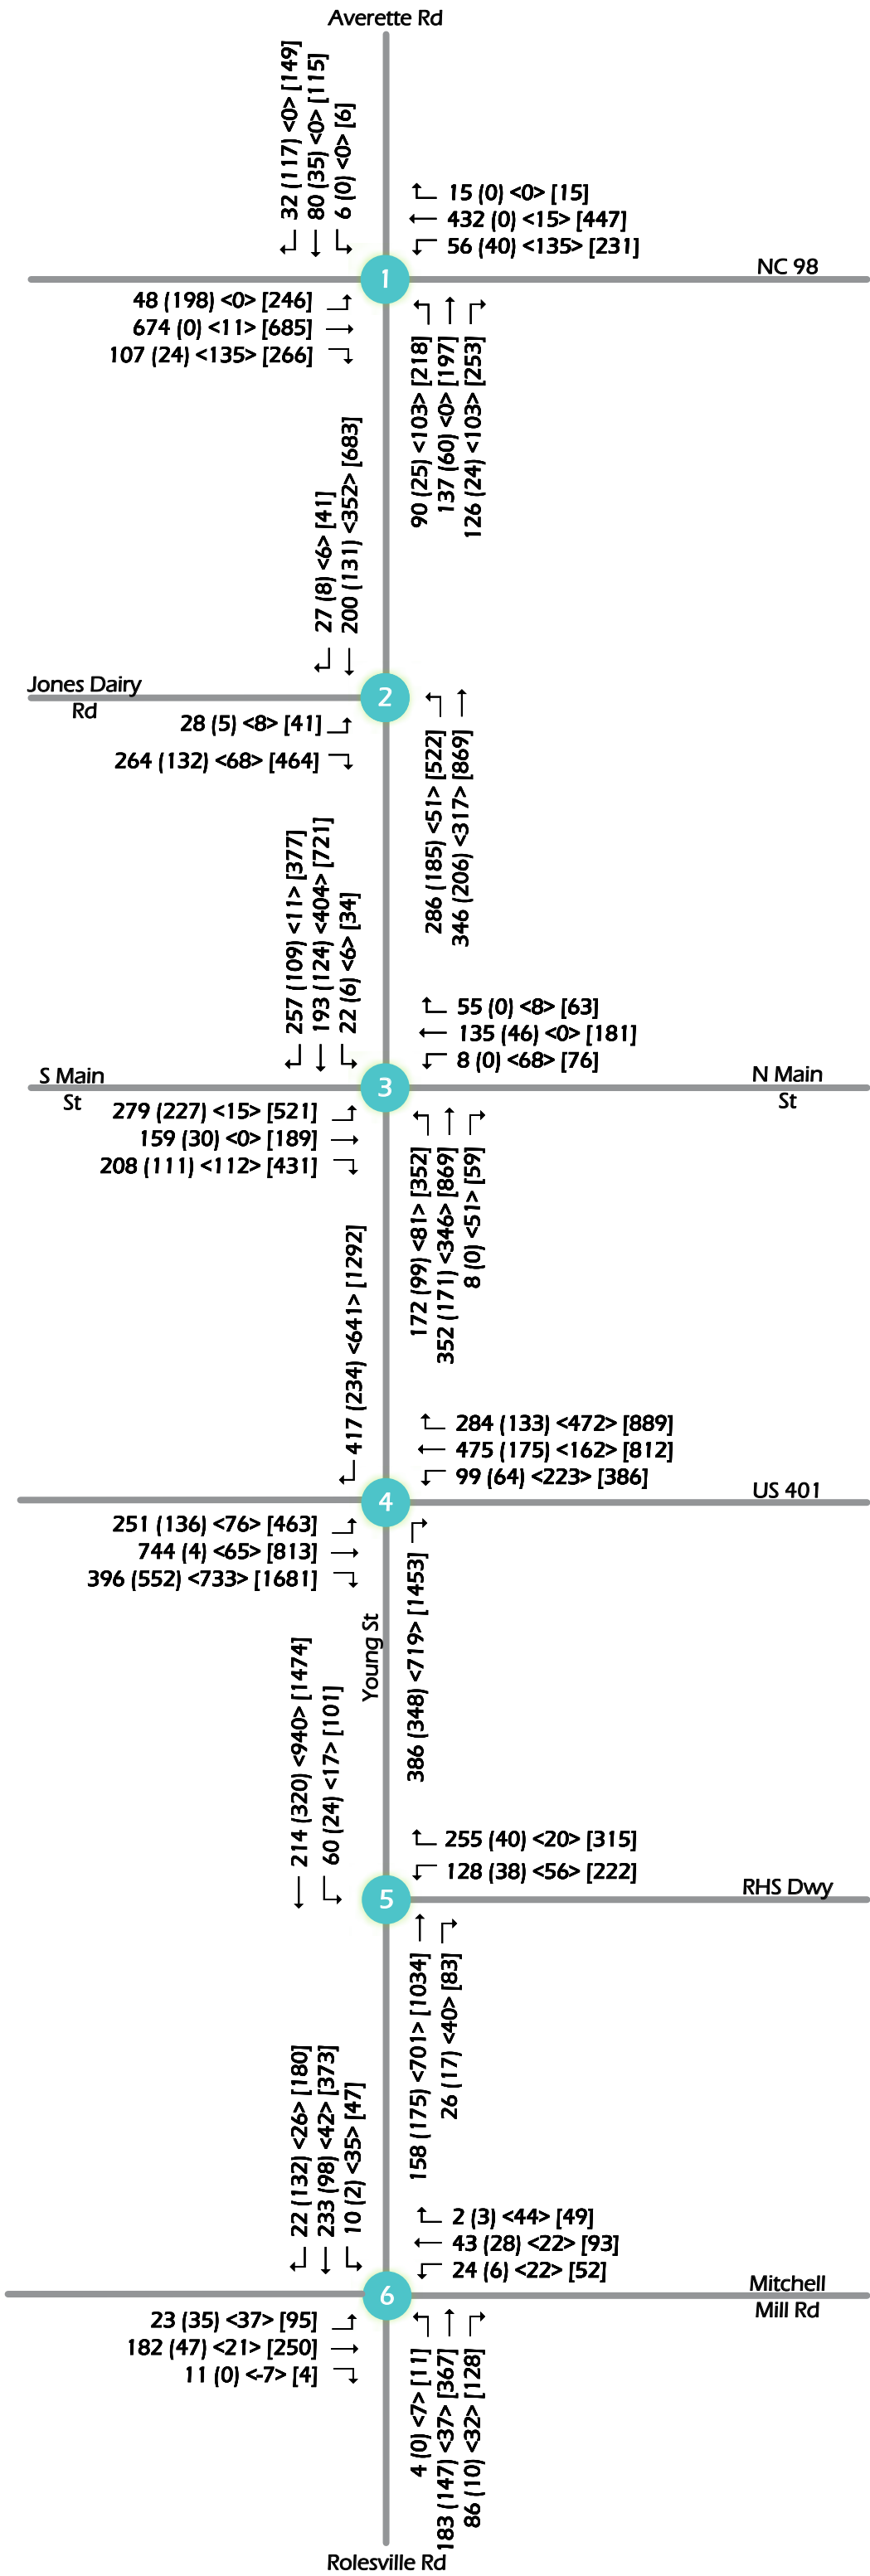 Averette Rd
32 (117) <0> [149]
80 (35) <0> [115]
6 (0) <0> [6]
15 (0) <0> [15]
432 (0) <15> [447]
56 (40) <135> [231]
NC 98
1
48 (198) <0> [246]
674 (0) <11> [685]
107 (24) <135> [266]
90 (25) <103> [218]
137 (60) <0> [197]
126 (24) <103> [253]
27 (8) <6> [41]
200 (131) <352> [683]
Jones Dairy
Rd
2
28 (5) <8> [41]
264 (132) <68> [464]
286 (185) <51> [522]
346 (206) <317> [869]
257 (109) <11> [377]
193 (124) <404> [721]
22 (6) <6> [34]
55 (0) <8> [63]
135 (46) <0> [181]
8 (0) <68> [76]
S Main
St
3
N Main
St
279 (227) <15> [521]
159 (30) <0> [189]
208 (111) <112> [431]
172 (99) <81> [352]
352 (171) <346> [869]
8 (0) <51> [59]
417 (234) <641> [1292]
284 (133) <472> [889]
475 (175) <162> [812]
99 (64) <223> [386]
4
US 401
251 (136) <76> [463]
744 (4) <65> [813]
396 (552) <733> [1681]
Young St
386 (348) <719> [1453]
214 (320) <940> [1474]
60 (24) <17> [101]
255 (40) <20> [315]
128 (38) <56> [222]
5
RHS Dwy
158 (175) <701> [1034]
26 (17) <40> [83]
22 (132) <26> [180]
233 (98) <42> [373]
10 (2) <35> [47]
2 (3) <44> [49]
43 (28) <22> [93]
24 (6) <22> [52]
6
Mitchell
Mill Rd
23 (35) <37> [95]
182 (47) <21> [250]
11 (0) <-7> [4]
4 (0) <7> [11]
183 (147) <37> [367]
86 (10) <32> [128]
Rolesville Rd